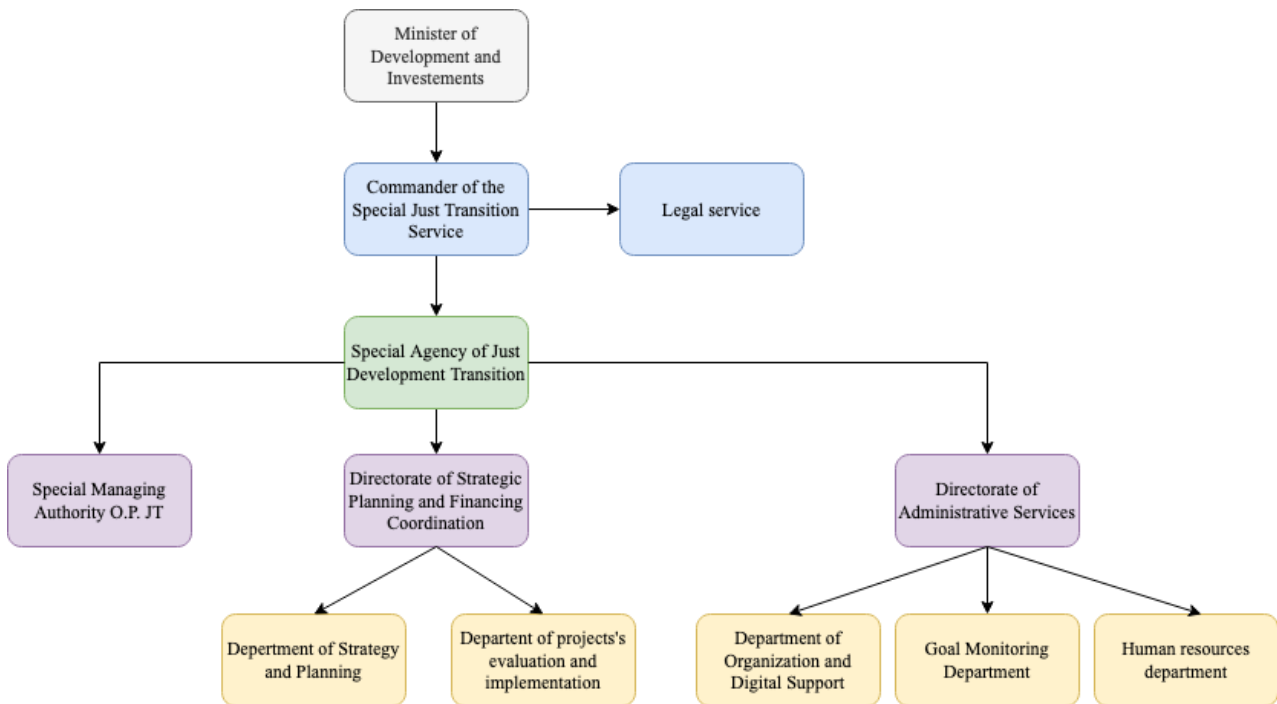 Minister of
Development and
Investements
Commander of the
Special Just Transition
Service
Legal service
Special Agency of Just
Development Transition
Special Managing
Authority O.P. JT
Directorate of Strategic
Planning and Financing
Coordination
Directorate of
Administrative Services
Depertment of Strategy
and Planning
Departent of projects's
evaluation and
implementation
Department of
Organization and
Digital Support
Goal Monitoring
Department
Human resources
department